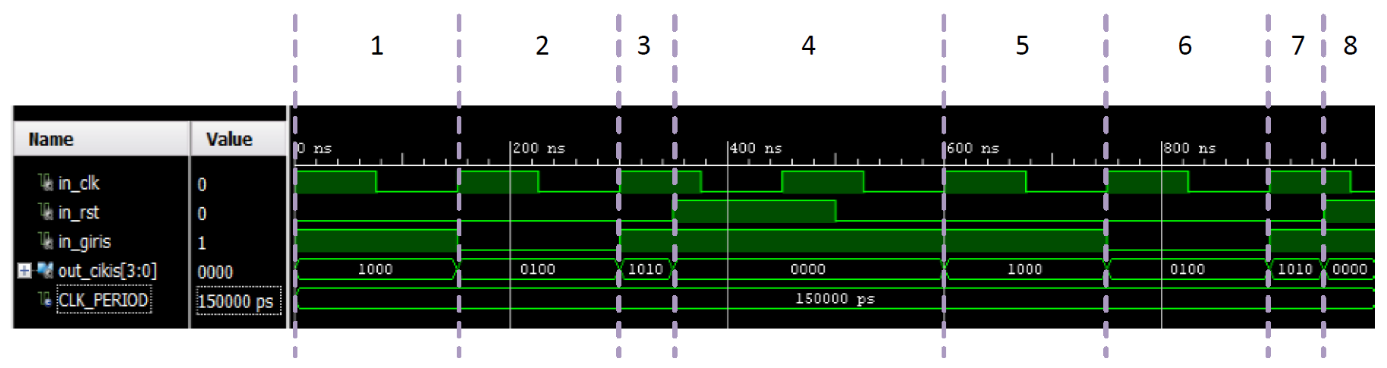 1 2 3 4 5 6 7 8
Name Value
0 ns 200 ns 400 ns 600 ns 800 ns
in_clk 0
in_rst 0
in_giris 1
out_cikis[3:0] 0000 1000 0100 1010 0000 1000 0100 1010 0000
CLK_PERIOD 150000 ps 150000 ps